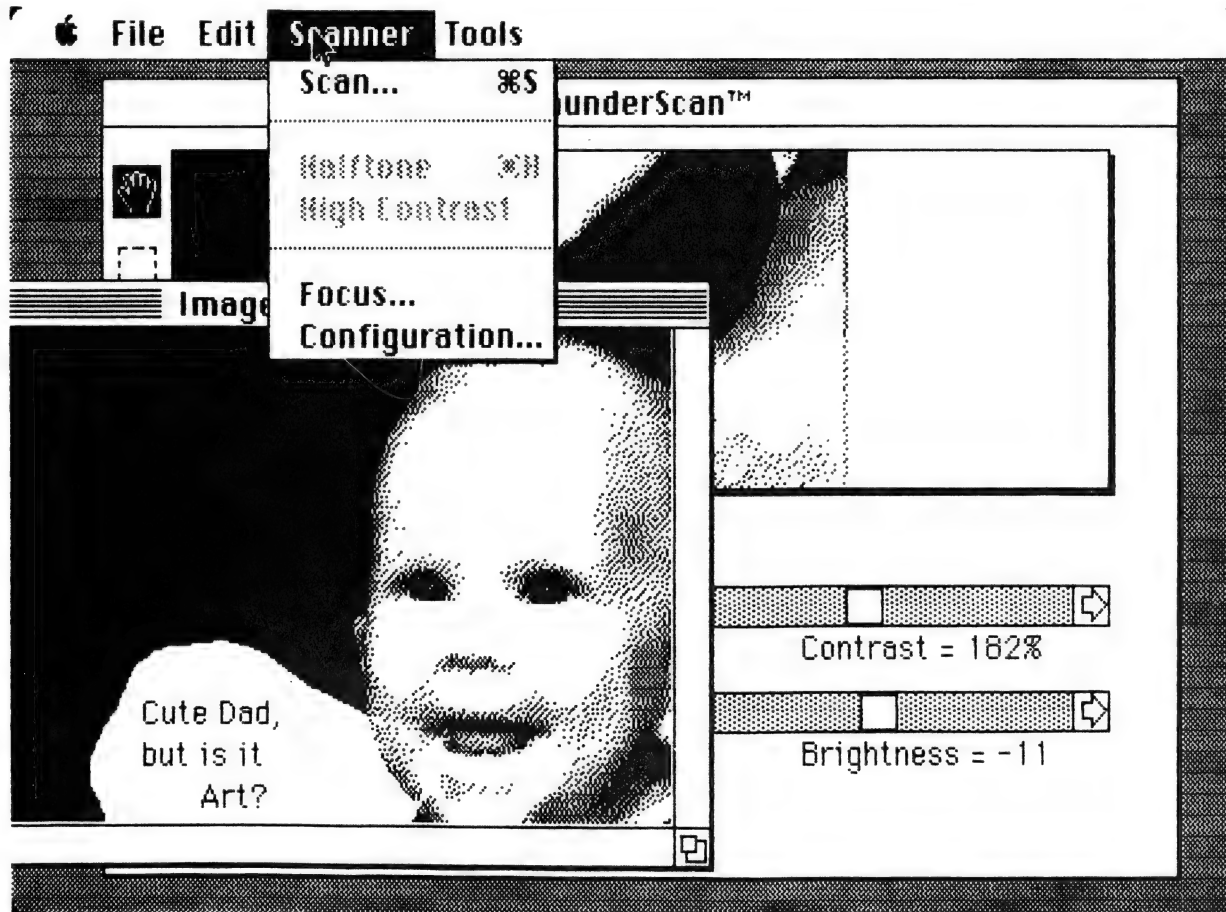 File Edit Scanner Tools
Scan... ⌘S
Halftone ⌘H
High Contrast
Focus...
Configuration...
underScan™
Image
Contrast = 182%
Brightness = -11
Cute Dad,
but is it
Art?